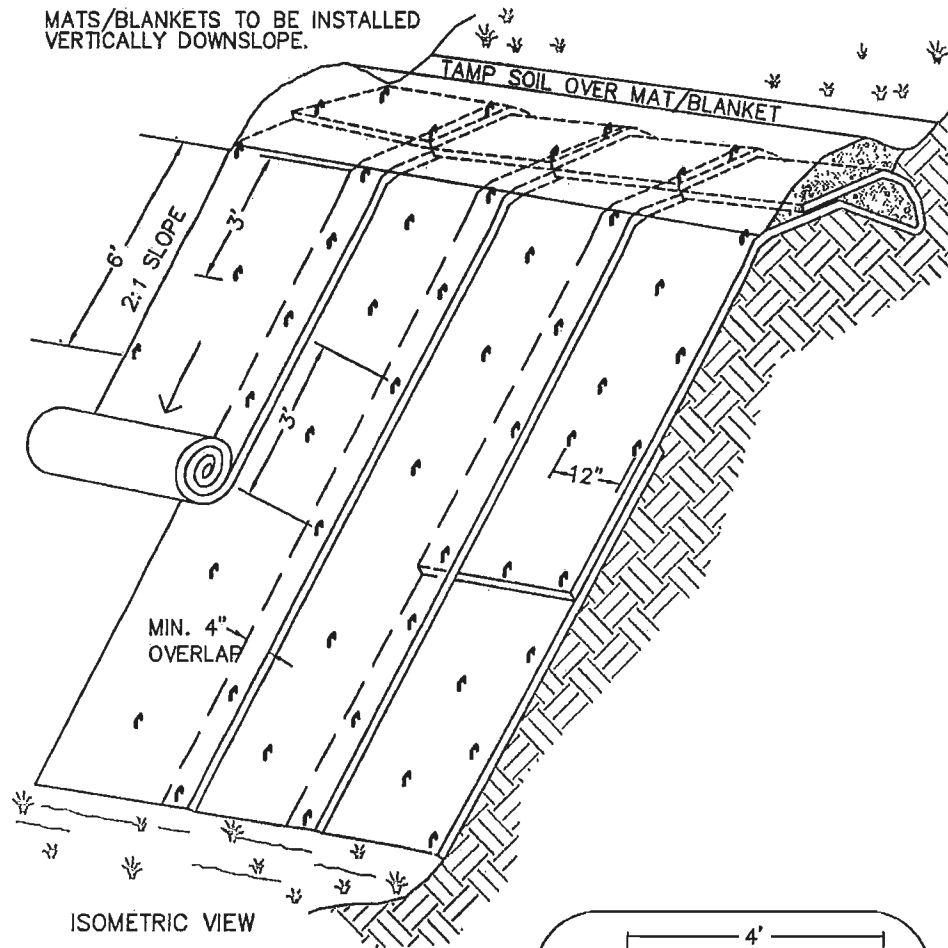 MATS/BLANKETS TO BE INSTALLED
VERTICALLY DOWNSLOPE.
TAMP SOIL OVER MAT/BLANKET
6'
2:1 SLOPE
3'
3'
12"
MIN. 4"
OVERLAP
ISOMETRIC VIEW
4'